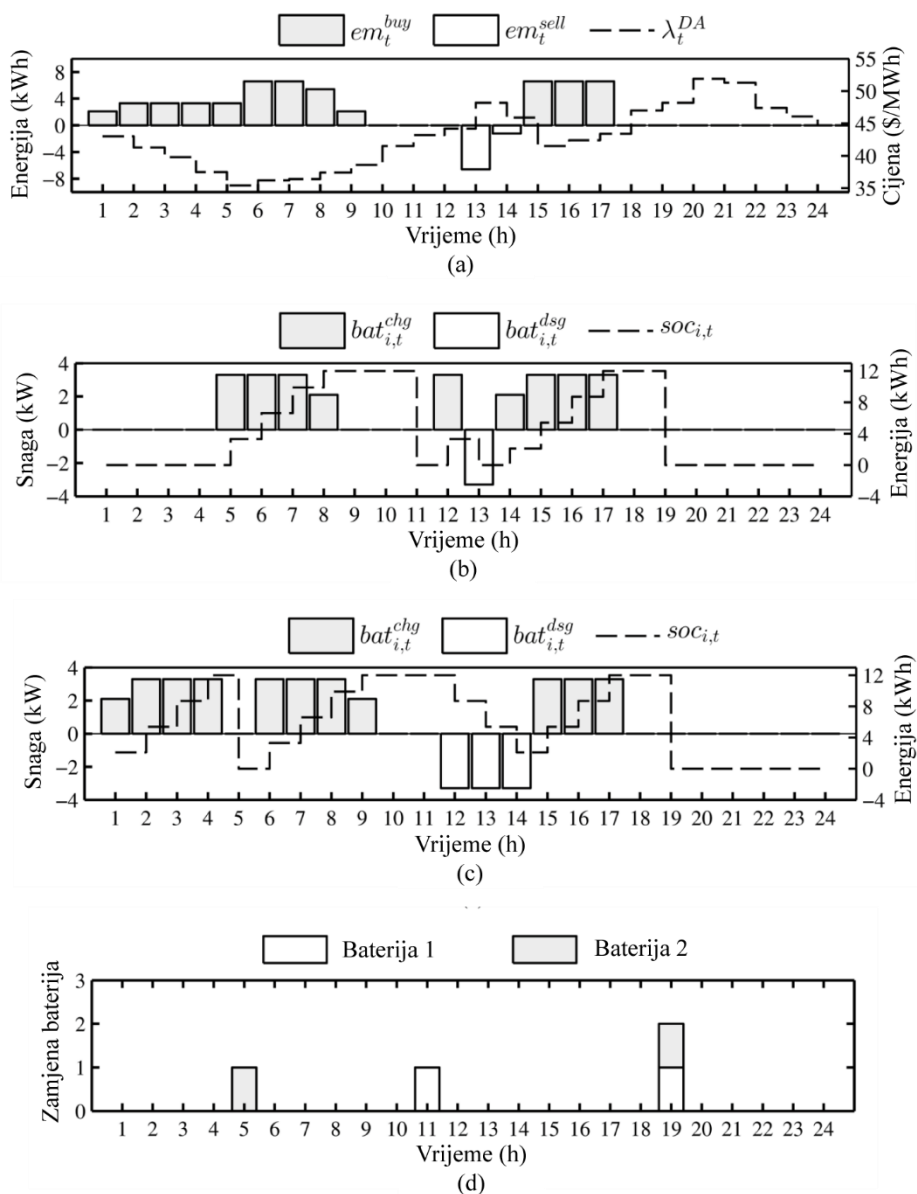 em_t^{buy} em_t^{sell} λ_t^{DA}
Energija (kWh)
8
4
0
−4
−8
55
50
45
40
35
Cijena ($/MWh)
1 2 3 4 5 6 7 8 9 10 11 12 13 14 15 16 17 18 19 20 21 22 23 24
Vrijeme (h)
(a)
bat_{i,t}^{chg} bat_{i,t}^{dsg} soc_{i,t}
Snaga (kW)
4
2
0
−2
−4
12
8
4
0
−4
Energija (kWh)
1 2 3 4 5 6 7 8 9 10 11 12 13 14 15 16 17 18 19 20 21 22 23 24
Vrijeme (h)
(b)
bat_{i,t}^{chg} bat_{i,t}^{dsg} soc_{i,t}
Snaga (kW)
4
2
0
−2
−4
12
8
4
0
−4
Energija (kWh)
1 2 3 4 5 6 7 8 9 10 11 12 13 14 15 16 17 18 19 20 21 22 23 24
Vrijeme (h)
(c)
Baterija 1 Baterija 2
Zamjena baterija
3
2
1
0
1 2 3 4 5 6 7 8 9 10 11 12 13 14 15 16 17 18 19 20 21 22 23 24
Vrijeme (h)
(d)